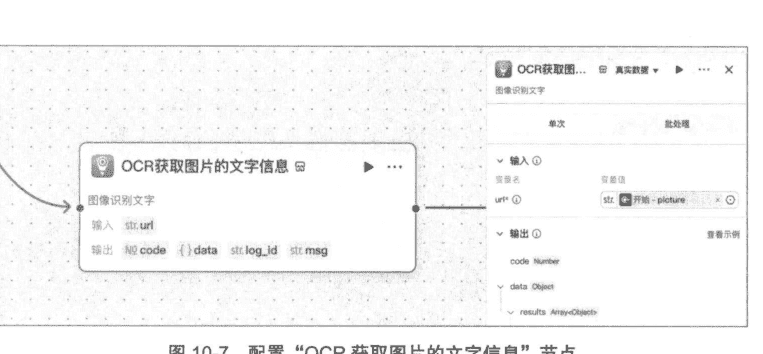 OCR获取图片的文字信息
图像识别文字
输入 str.url
输出 NO code { } data str.log_id str.msg
OCR获取图... 真实数据
图像识别文字
单次 批处理
输入
变量名 变量值
url* str. 开始 - picture
输出 查看示例
code Number
data Object
results Array<Object>
图 10-7 配置“OCR 获取图片的文字信息”节点